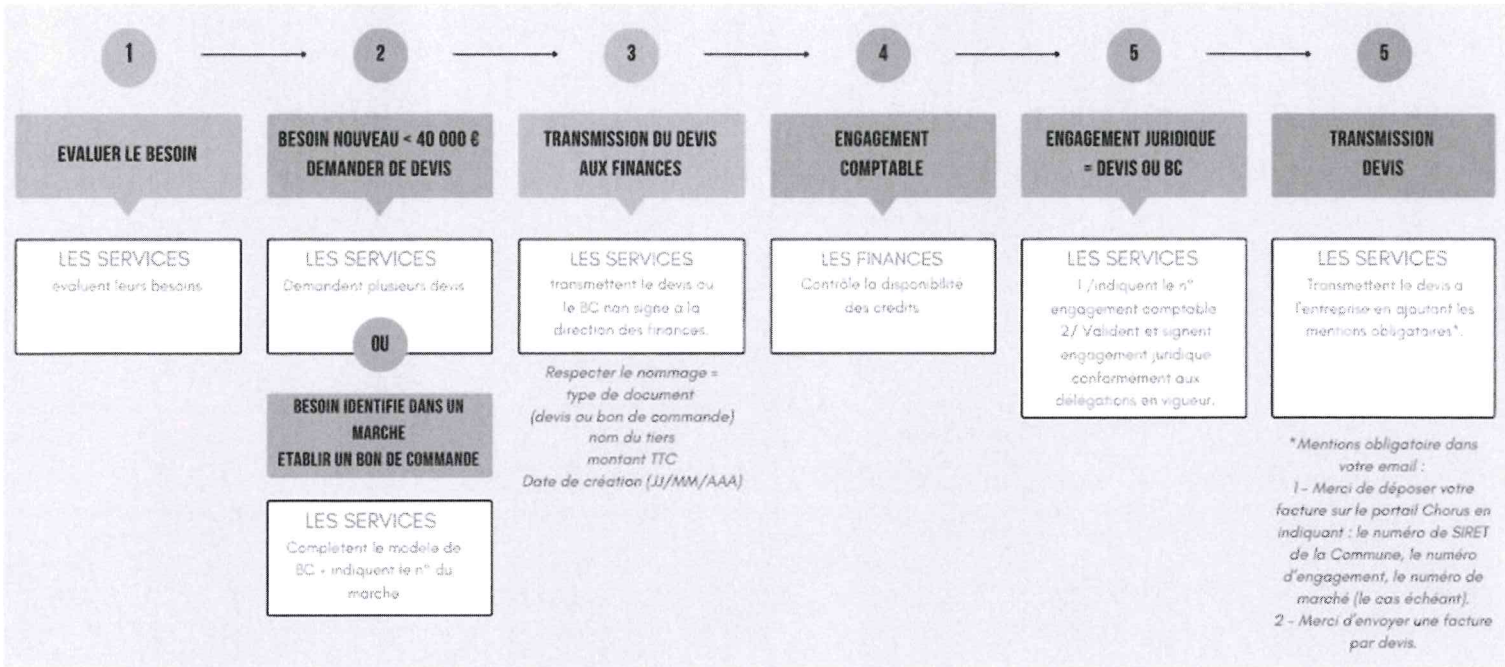 1
2
3
4
5
5
EVALUER LE BESOIN
LES SERVICES
évaluent leurs besoins
BESOIN NOUVEAU < 40 000 €
DEMANDER DE DEVIS
LES SERVICES
Demandent plusieurs devis
OU
BESOIN IDENTIFIE DANS UN
MARCHE
ETABLIR UN BON DE COMMANDE
LES SERVICES
Complètent le modèle de
BC + indiquent le n° du
marche
TRANSMISSION DU DEVIS
AUX FINANCES
LES SERVICES
transmettent le devis ou
le BC non signe a la
direction des finances.
Respecter le nommage =
type de document
(devis ou bon de commande)
nom du tiers
montant TTC
Date de création (JJ/MM/AAA)
ENGAGEMENT
COMPTABLE
LES FINANCES
Contrôle la disponibilité
des credits
ENGAGEMENT JURIDIQUE
= DEVIS OU BC
LES SERVICES
1 /indiquent le n°
engagement comptable
2/ Valident et signent
engagement juridique
conformément aux
délégations en vigueur.
TRANSMISSION
DEVIS
LES SERVICES
Transmettent le devis a
l'entreprise en ajoutant les
mentions obligatoires*.
*Mentions obligatoire dans
votre email :
1 - Merci de déposer votre
facture sur le portail Chorus en
indiquant : le numéro de SIRET
de la Commune, le numéro
d'engagement, le numéro de
marché (le cas échéant).
2 - Merci d'envoyer une facture
par devis.